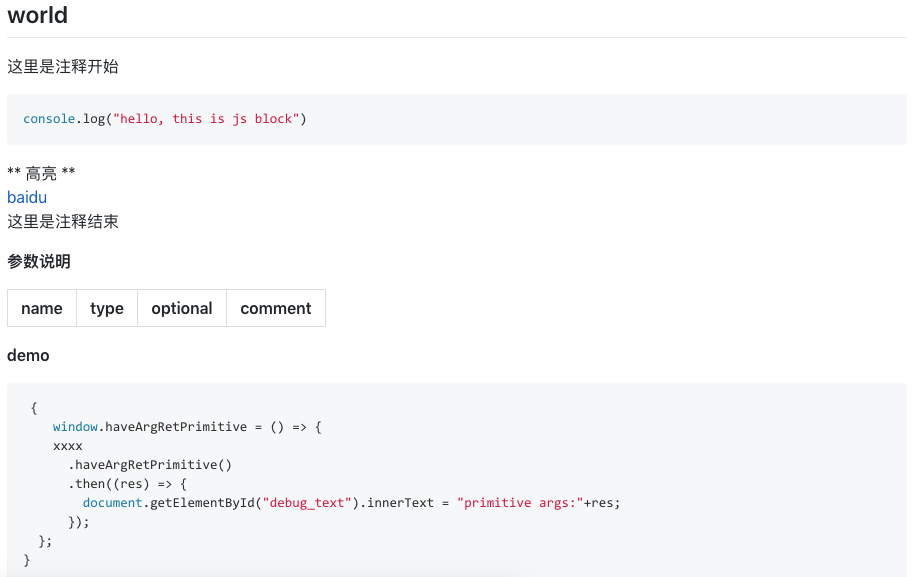 world
这里是注释开始
console.log("hello, this is js block")
** 高亮 **
baidu
这里是注释结束
参数说明
name type optional comment
demo
{
window.haveArgRetPrimitive = () => {
xxxx
.haveArgRetPrimitive()
.then((res) => {
document.getElementById("debug_text").innerText = "primitive args:"+res;
});
};
}